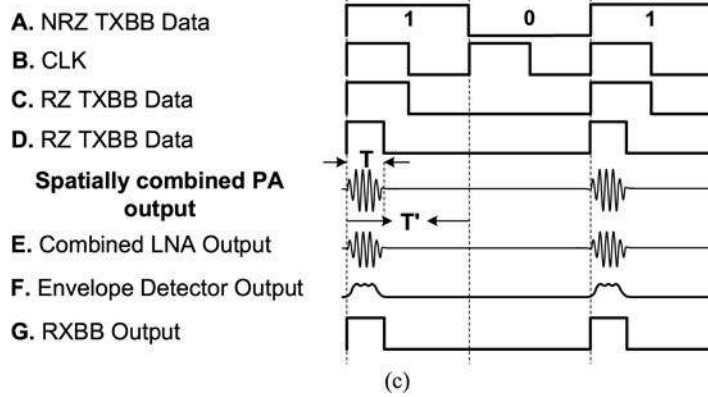 A. NRZ TXBB Data
1 0 1
B. CLK
C. RZ TXBB Data
D. RZ TXBB Data
T
Spatially combined PA
output
T'
E. Combined LNA Output
F. Envelope Detector Output
G. RXBB Output
(c)